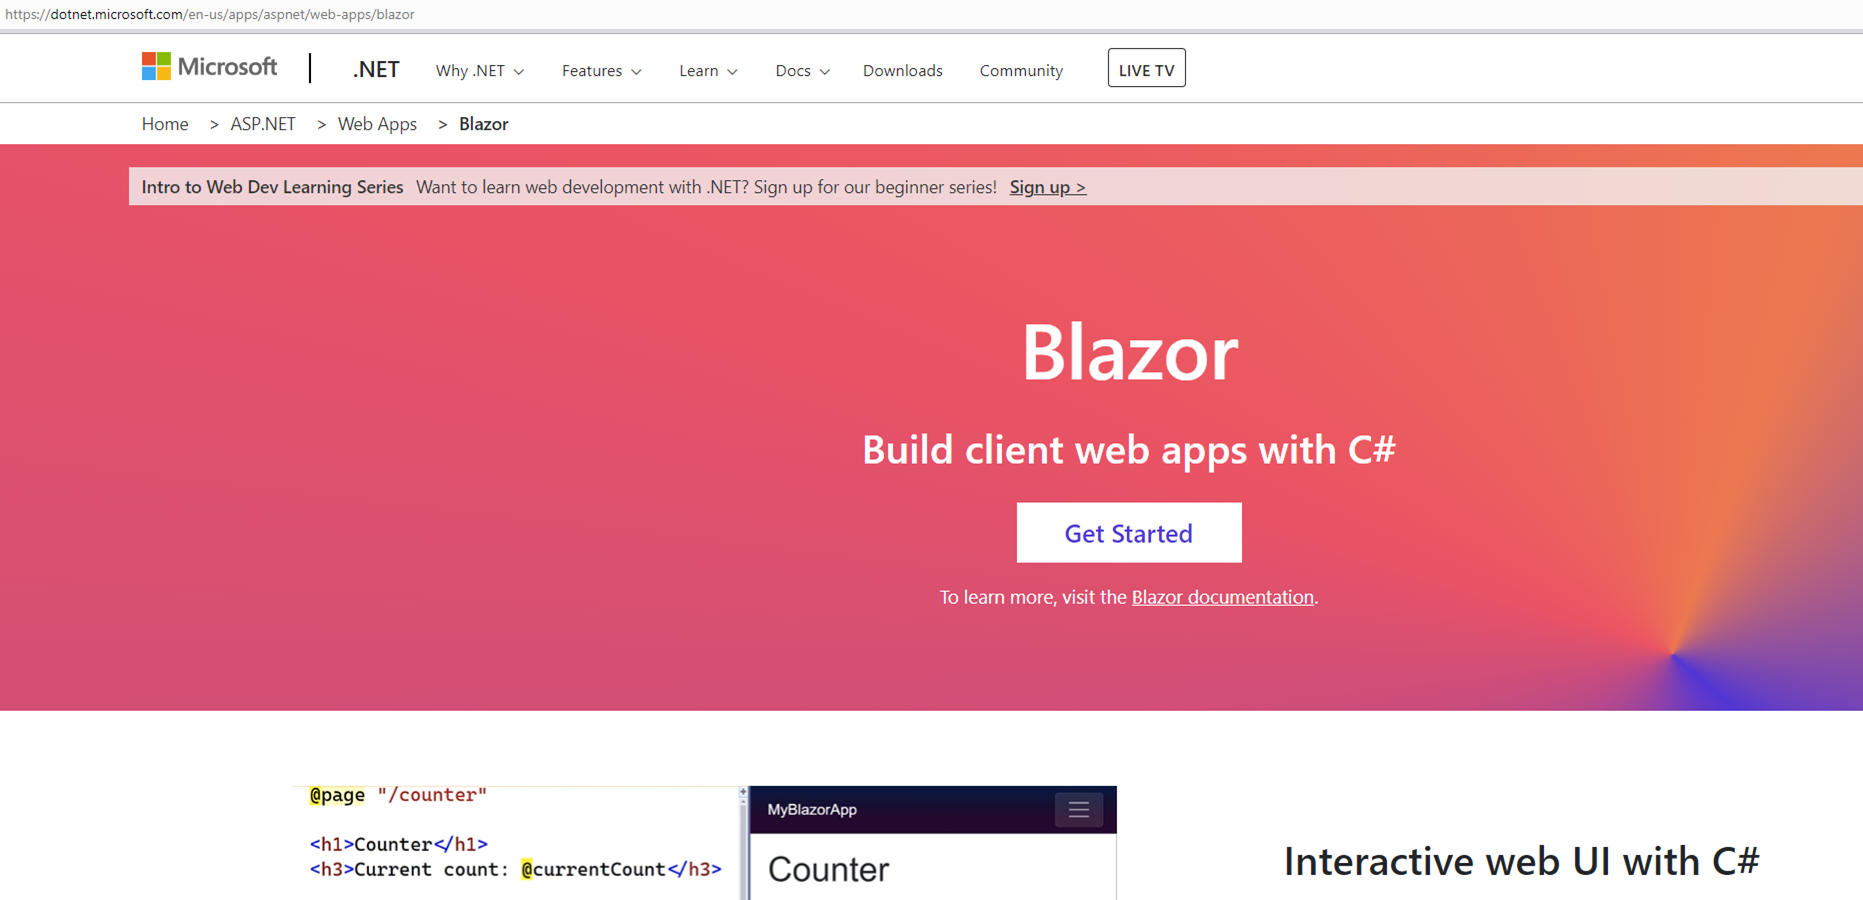 https://dotnet.microsoft.com/en-us/apps/aspnet/web-apps/blazor
Microsoft .NET Why .NET Features Learn Docs Downloads Community LIVE TV
Home > ASP.NET > Web Apps > Blazor
Intro to Web Dev Learning Series Want to learn web development with .NET? Sign up for our beginner series! Sign up >
Blazor
Build client web apps with C#
Get Started
To learn more, visit the Blazor documentation.
@page "/counter"
<h1>Counter</h1>
<h3>Current count: @currentCount</h3>
MyBlazorApp
Counter
Interactive web UI with C#